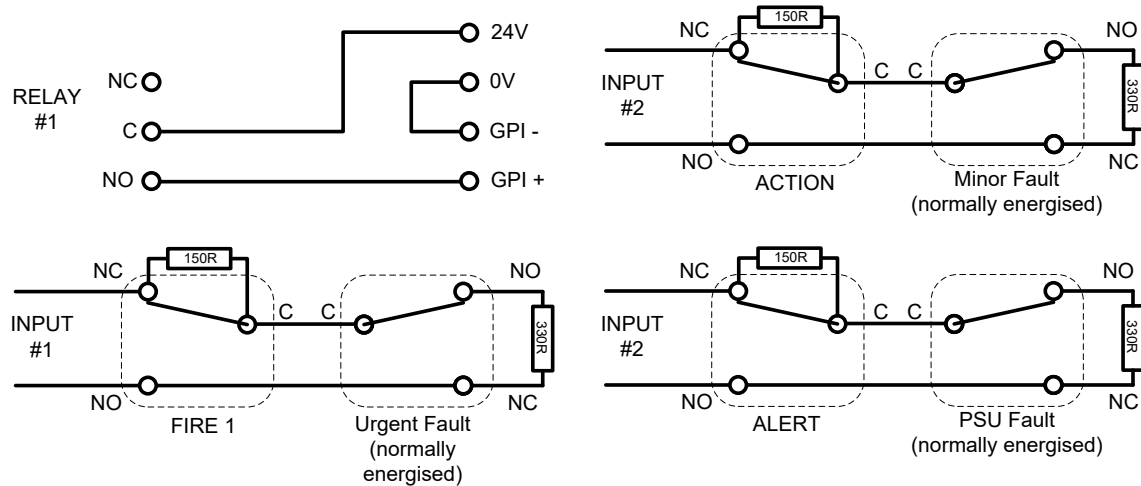 RELAY
#1
NC
C
NO
24V
0V
GPI -
GPI +
150R
NC
INPUT
#2
NO
C
C
NO
330R
NC
ACTION
Minor Fault
(normally energised)
150R
NC
INPUT
#1
NO
C
C
NO
330R
NC
FIRE 1
Urgent Fault
(normally
energised)
150R
NC
INPUT
#2
NO
C
C
NO
330R
NC
ALERT
PSU Fault
(normally energised)